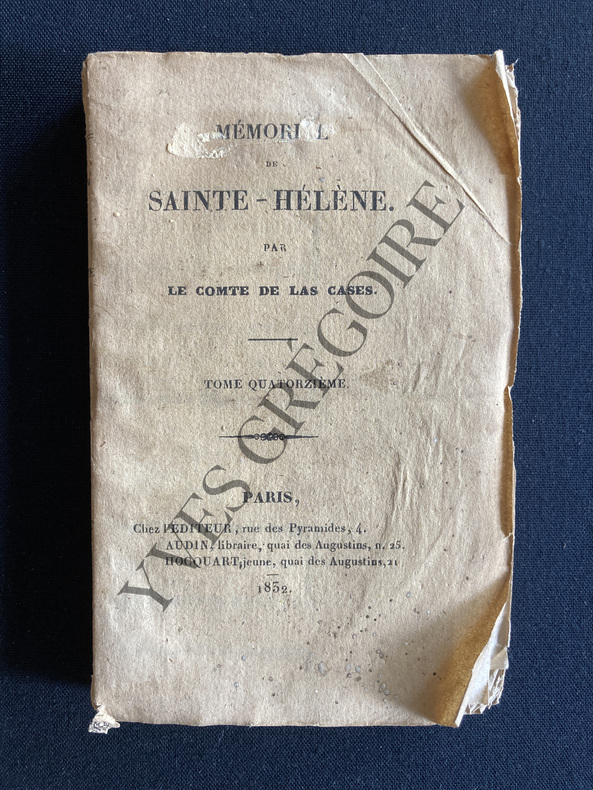 MÉMORIAL
DE
SAINTE-HÉLÈNE.
PAR
LE COMTE DE LAS CASES.
TOME QUATORZIÈME.
PARIS,
Chez l'EDITEUR, rue des Pyramides, 4.
AUDIN, libraire, quai des Augustins, n. 25.
HOCQUART, jeune, quai des Augustins, 21
1832.
YVES GRÉGOIRE